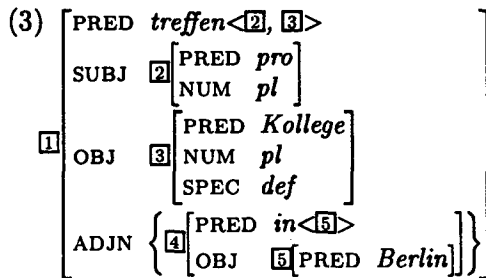 (3) PRED treffen<2, 3>
SUBJ 2 PRED pro
NUM pl
1 OBJ 3 PRED Kollege
NUM pl
SPEC def
ADJN { 4 PRED in<5>
OBJ 5 [PRED Berlin] }